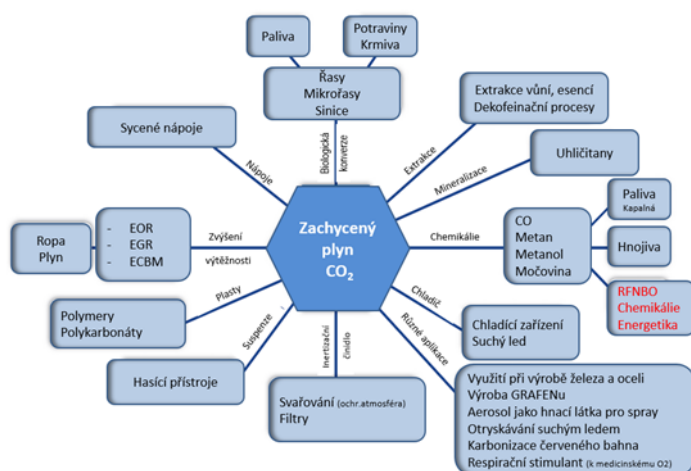 Paliva
Potraviny
Krmiva
Řasy
Mikrořasy
Sinice
Biologická
konverze
Extrakce vůní, esencí
Dekofeinační procesy
Extrakce
Sycené nápoje
Nápoje
Uhličitany
Mineralizace
Zachycený
plyn
CO₂
Ropa
Plyn
- EOR
- EGR
- ECBM
Zvýšení
výtěžnosti
Chemikálie
CO
Metan
Metanol
Močovina
Paliva
Kapalná
Hnojiva
RFNBO
Chemikálie
Energetika
Polymery
Polykarbonáty
Plasty
Chladič
Chladící zařízení
Suchý led
Hasící přístroje
Suspenze
Inertizační
činidlo
Svařování (ochr.atmosféra)
Filtry
Různé aplikace
Využití při výrobě železa a oceli
Výroba GRAFENu
Aerosol jako hnací látka pro spray
Otryskávání suchým ledem
Karbonizace červeného bahna
Respirační stimulant (k medicinskému O2)